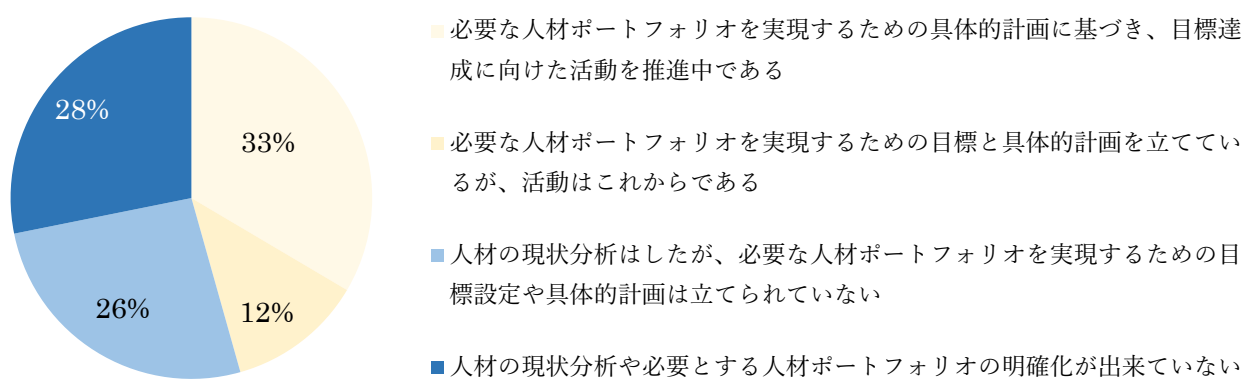 28%
33%
26%
12%
必要な人材ポートフォリオを実現するための具体的計画に基づき、目標達
成に向けた活動を推進中である
必要な人材ポートフォリオを実現するための目標と具体的計画を立ててい
るが、活動はこれからである
人材の現状分析はしたが、必要な人材ポートフォリオを実現するための目
標設定や具体的計画は立てられていない
人材の現状分析や必要とする人材ポートフォリオの明確化が出来ていない